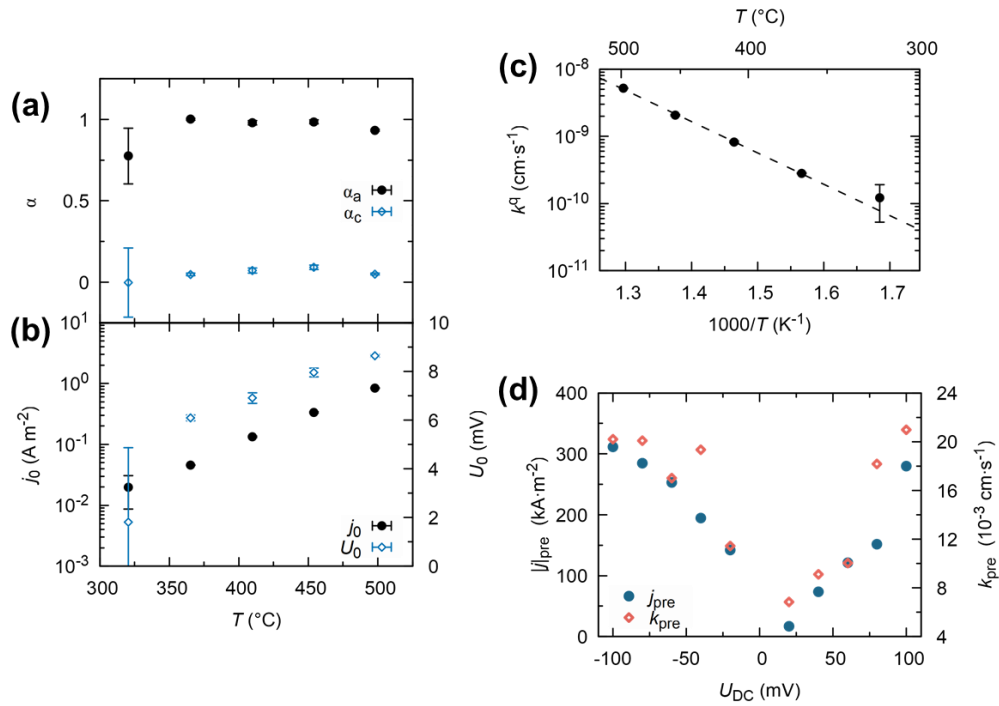 (a)
1
0.5
0
α
αa
αc
(b)
10¹
10⁰
10⁻¹
10⁻²
10⁻³
j₀ (A m⁻²)
10
8
6
4
2
0
U₀ (mV)
j₀
U₀
300 350 400 450 500
T (°C)
(c)
T (°C)
500 400 300
10⁻⁸
10⁻⁹
10⁻¹⁰
10⁻¹¹
k^q (cm·s⁻¹)
1.3 1.4 1.5 1.6 1.7
1000/T (K⁻¹)
(d)
400
300
200
100
0
|j|pre (kA·m⁻²)
24
20
16
12
8
4
kpre (10⁻³ cm·s⁻¹)
jpre
kpre
-100 -50 0 50 100
UDC (mV)